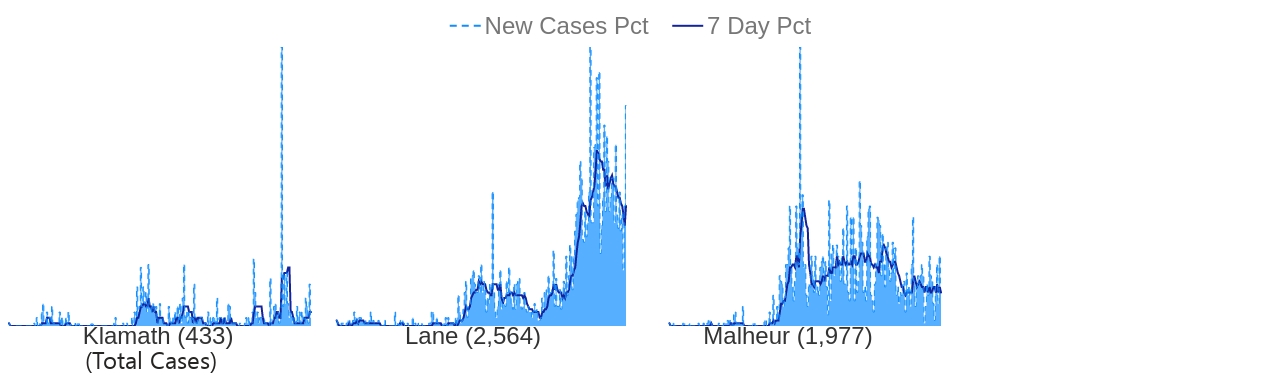 New Cases Pct 7 Day Pct
Klamath (433) Lane (2,564) Malheur (1,977)
(Total Cases)